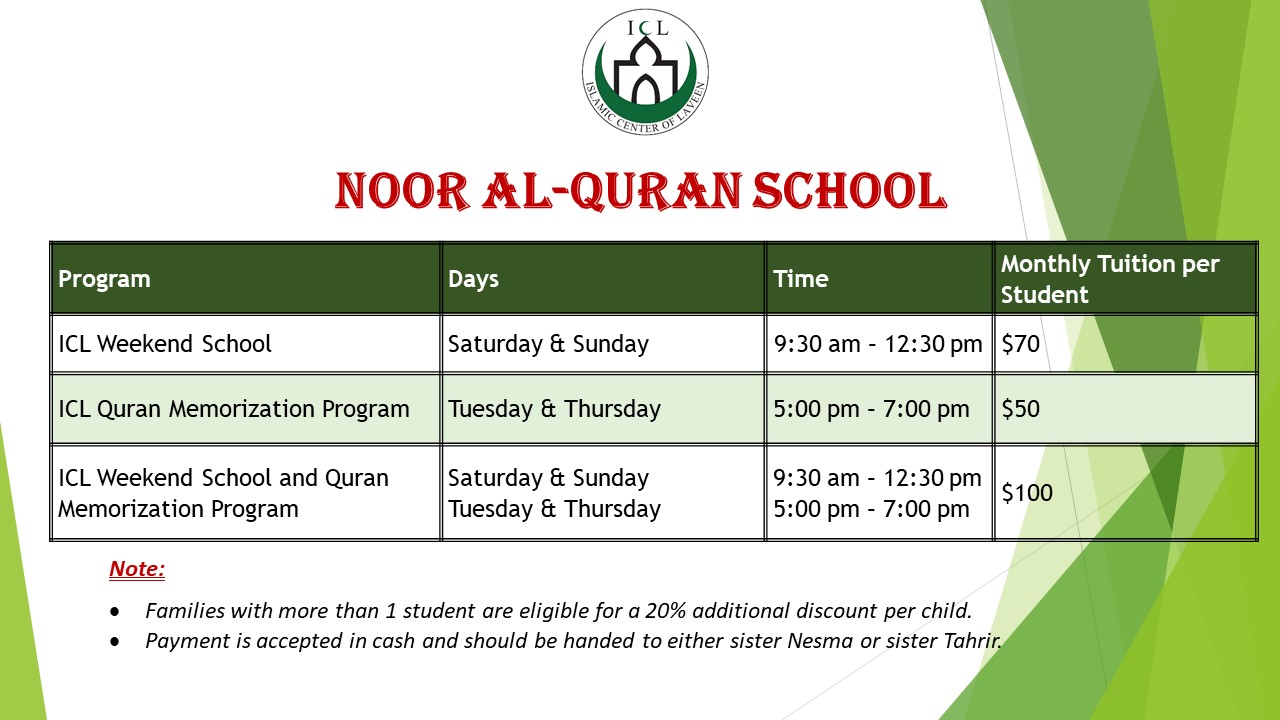 ICL
ISLAMIC CENTER OF LAVEEN
NOOR AL-QURAN SCHOOL
Program Days Time Monthly Tuition per
Student
ICL Weekend School Saturday & Sunday 9:30 am – 12:30 pm $70
ICL Quran Memorization Program Tuesday & Thursday 5:00 pm – 7:00 pm $50
ICL Weekend School and Quran Saturday & Sunday 9:30 am – 12:30 pm $100
Memorization Program Tuesday & Thursday 5:00 pm – 7:00 pm
Note:
• Families with more than 1 student are eligible for a 20% additional discount per child.
• Payment is accepted in cash and should be handed to either sister Nesma or sister Tahrir.